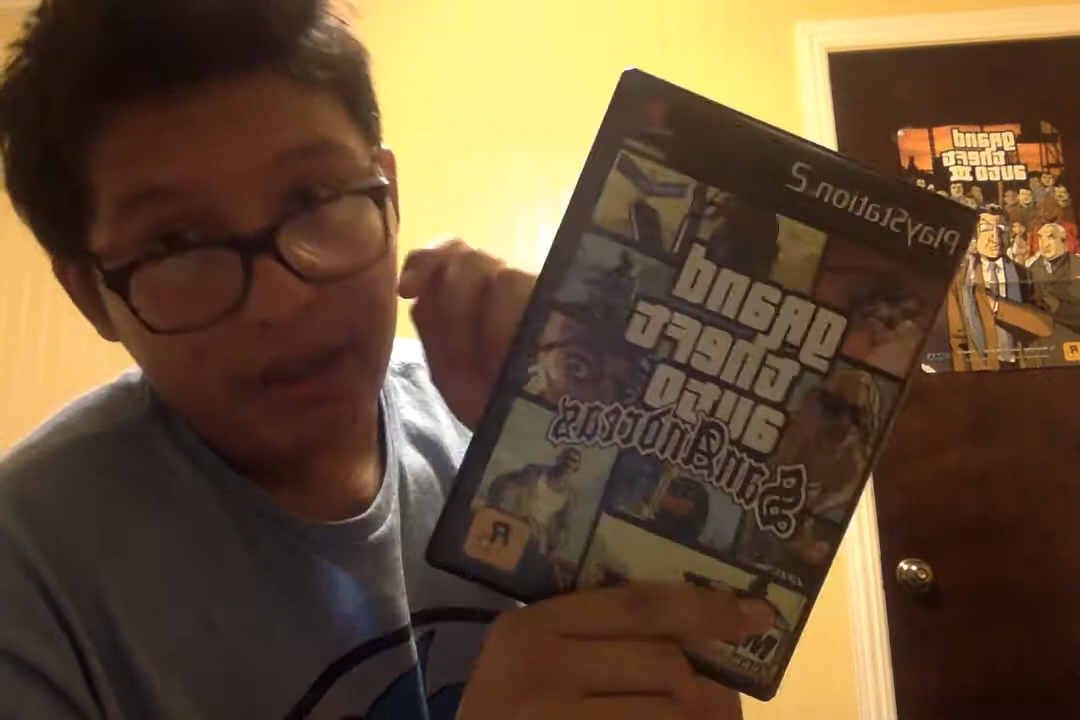 PlayStation 2
grand
theft
auto
San Andreas
R
M
grand
theft
auto III
R